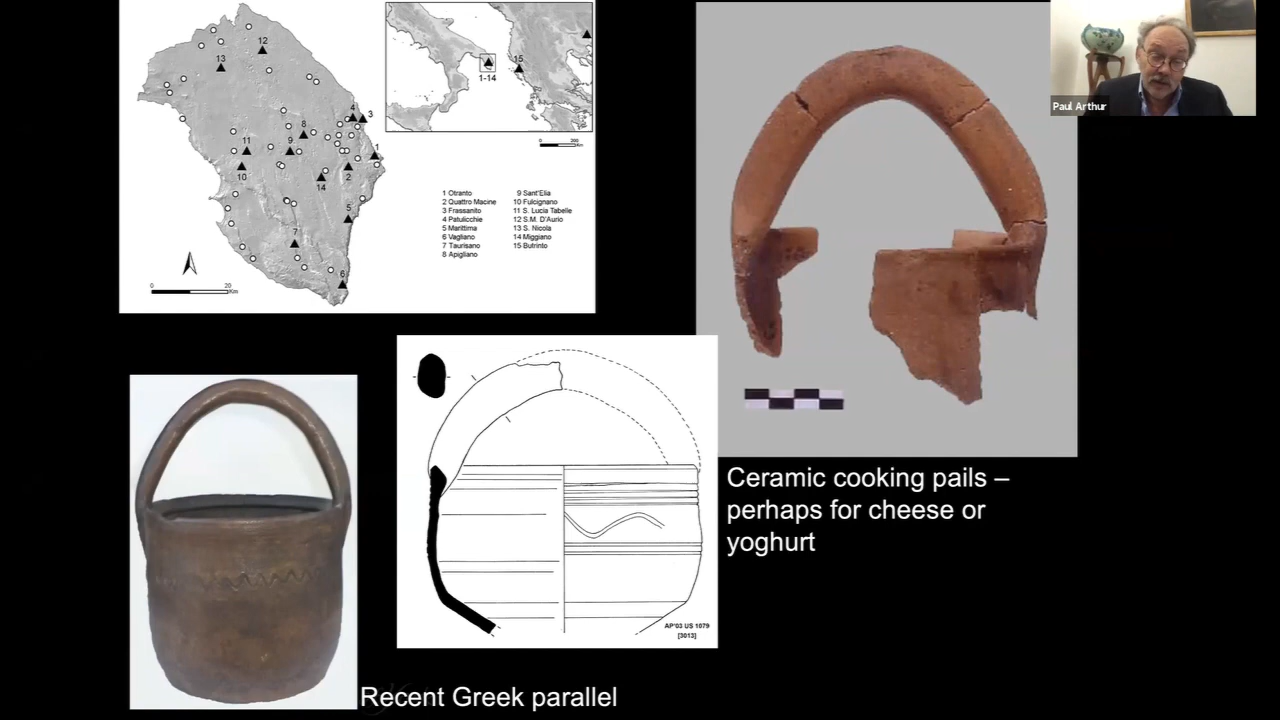 12
13
4
3
8
11
9
1
10
14
2
5
7
6
0
20
Km
15
1-14
0
200
Km
1 Otranto
2 Quattro Macine
3 Frassanito
4 Patulicchie
5 Marittima
6 Vagliano
7 Taurisano
8 Apigliano
9 Sant'Elia
10 Fulcignano
11 S. Lucia Tabelle
12 S.M. D'Aurio
13 S. Nicola
14 Miggiano
15 Butrinto
Paul Arthur
Ceramic cooking pails –
perhaps for cheese or
yoghurt
AP'03 US 1079
[3013]
Recent Greek parallel